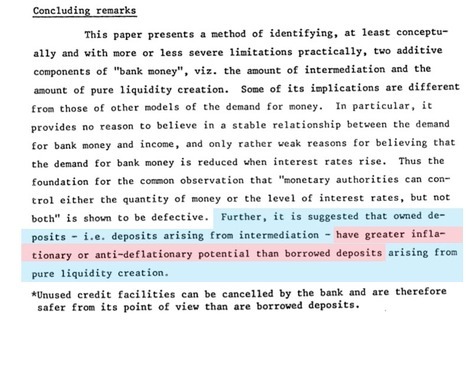 Concluding remarks
This paper presents a method of identifying, at least conceptu-
ally and with more or less severe limitations practically, two additive
components of "bank money", viz. the amount of intermediation and the
amount of pure liquidity creation. Some of its implications are different
from those of other models of the demand for money. In particular, it
provides no reason to believe in a stable relationship between the demand
for bank money and income, and only rather weak reasons for believing that
the demand for bank money is reduced when interest rates rise. Thus the
foundation for the common observation that "monetary authorities can con-
trol either the quantity of money or the level of interest rates, but not
both" is shown to be defective. Further, it is suggested that owned de-
posits - i.e. deposits arising from intermediation - have greater infla-
tionary or anti-deflationary potential than borrowed deposits arising from
pure liquidity creation.
*Unused credit facilities can be cancelled by the bank and are therefore
safer from its point of view than are borrowed deposits.